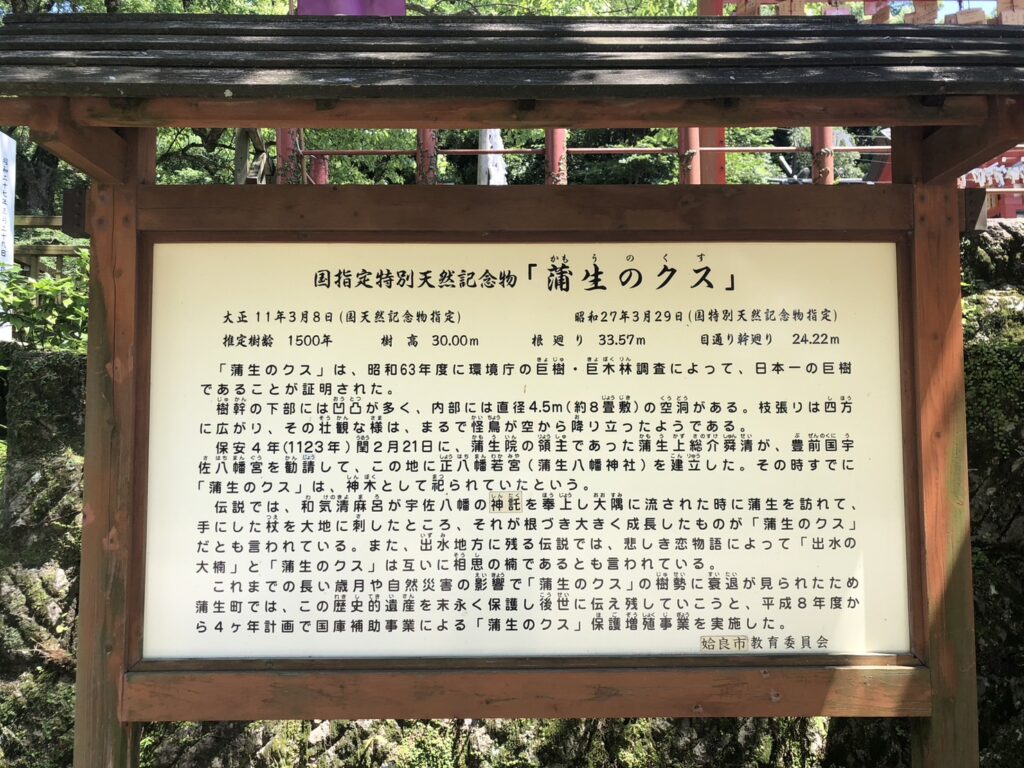 国指定特別天然記念物「蒲生のクス」
大正11年3月8日(国天然記念物指定) 昭和27年3月29日(国特別天然記念物指定)
推定樹齢 1500年 樹高 30.00m 根廻り 33.57m 目通り幹廻り 24.22m
「蒲生のクス」は、昭和63年度に環境庁の巨樹・巨木林調査によって、日本一の巨樹
であることが証明された。
樹幹の下部には凹凸が多く、内部には直径4.5m(約8畳敷)の空洞がある。枝張りは四方
に広がり、その壮観な様は、まるで怪鳥が空から降り立ったようである。
保安4年(1123年)閏2月21日に、蒲生院の領主であった蒲生上総介舜清が、豊前国宇
佐八幡宮を勧請して、この地に正八幡若宮(蒲生八幡神社)を建立した。その時すでに
「蒲生のクス」は、神木として祀られていたという。
伝説では、和気清麻呂が宇佐八幡の神託を奉上し大隅に流された時に蒲生を訪れて、
手にした杖を大地に刺したところ、それが根づき大きく成長したものが「蒲生のクス」
だとも言われている。また、出水地方に残る伝説では、悲しき恋物語によって「出水の
大楠」と「蒲生のクス」は互いに相思の楠であるとも言われている。
これまでの長い歳月や自然災害の影響で「蒲生のクス」の樹勢に衰退が見られたため
蒲生町では、この歴史的遺産を末永く保護し後世に伝え残していこうと、平成8年度か
ら4ヶ年計画で国庫補助事業による「蒲生のクス」保護増殖事業を実施した。
姶良市教育委員会